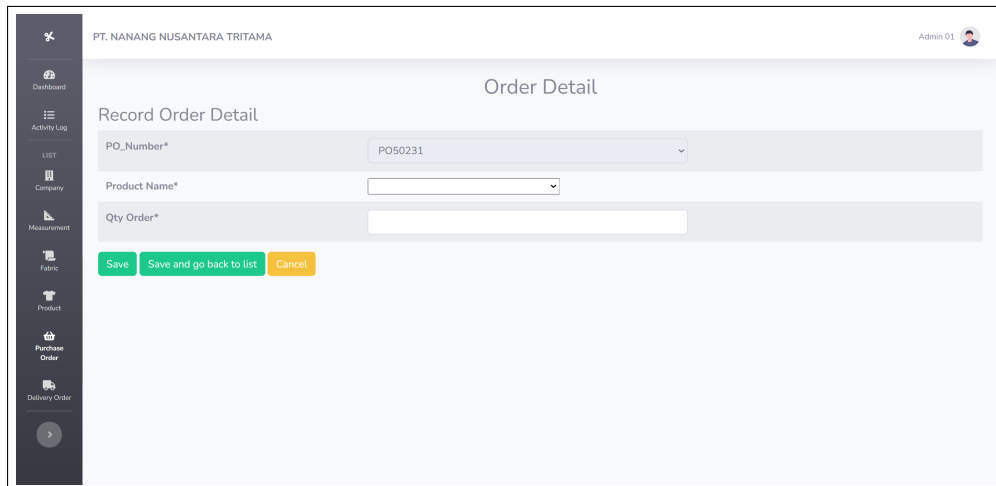 PT. NANANG NUSANTARA TRITAMA
Admin 01
Dashboard
Activity Log
LIST
Company
Measurement
Fabric
Product
Purchase
Order
Delivery Order
Order Detail
Record Order Detail
PO_Number*
PO50231
Product Name*
Qty Order*
Save
Save and go back to list
Cancel